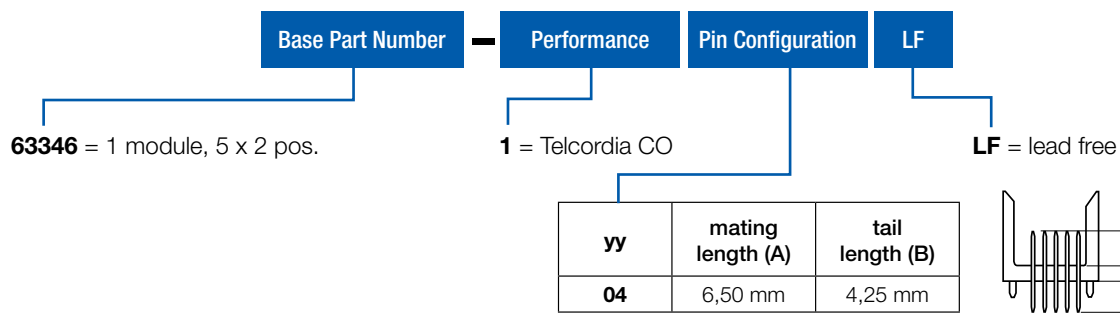 Base Part Number - Performance Pin Configuration LF
63346 = 1 module, 5 x 2 pos.
1 = Telcordia CO
LF = lead free
yy mating length (A) tail length (B)
04 6,50 mm 4,25 mm